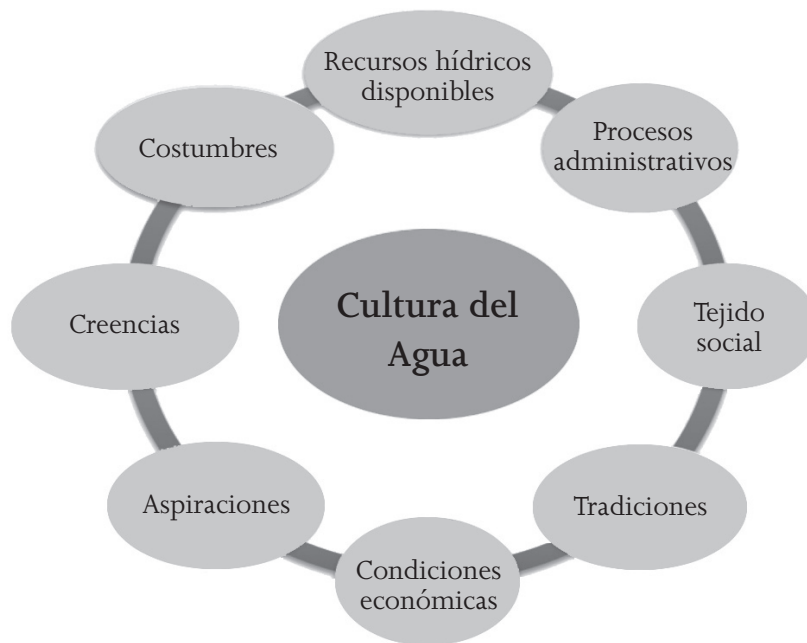 Recursos hídricos
disponibles
Procesos
administrativos
Tejido
social
Tradiciones
Condiciones
económicas
Aspiraciones
Creencias
Costumbres
Cultura del
Agua